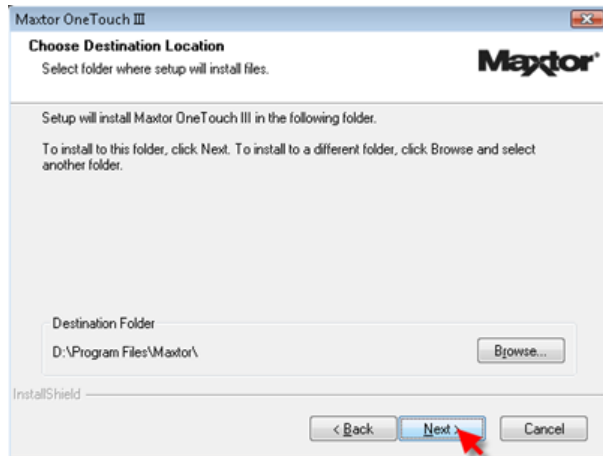 Maxtor OneTouch III
Choose Destination Location
Select folder where setup will install files.
Maxtor
Setup will install Maxtor OneTouch III in the following folder.
To install to this folder, click Next. To install to a different folder, click Browse and select
another folder.
Destination Folder
D:\Program Files\Maxtor\
Browse...
InstallShield
< Back
Next >
Cancel